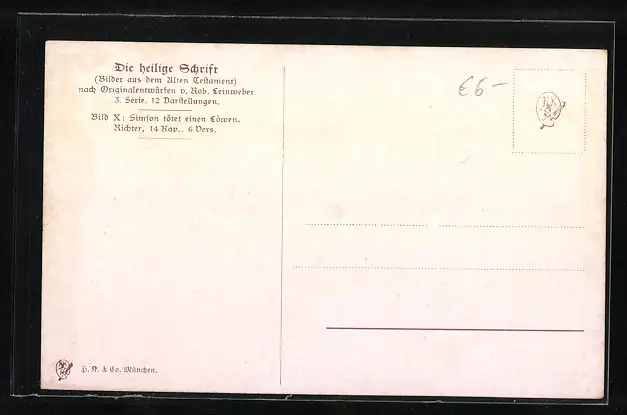 Die heilige Schrift
(Bilder aus dem Alten Testament)
nach Originalentwürfen v. Rob. Leinweber
3. Serie. 12 Darstellungen.
Bild X: Simson tötet einen Löwen.
Richter, 14 Kap., 6 Vers.
€6-
H. K. & Co. München.